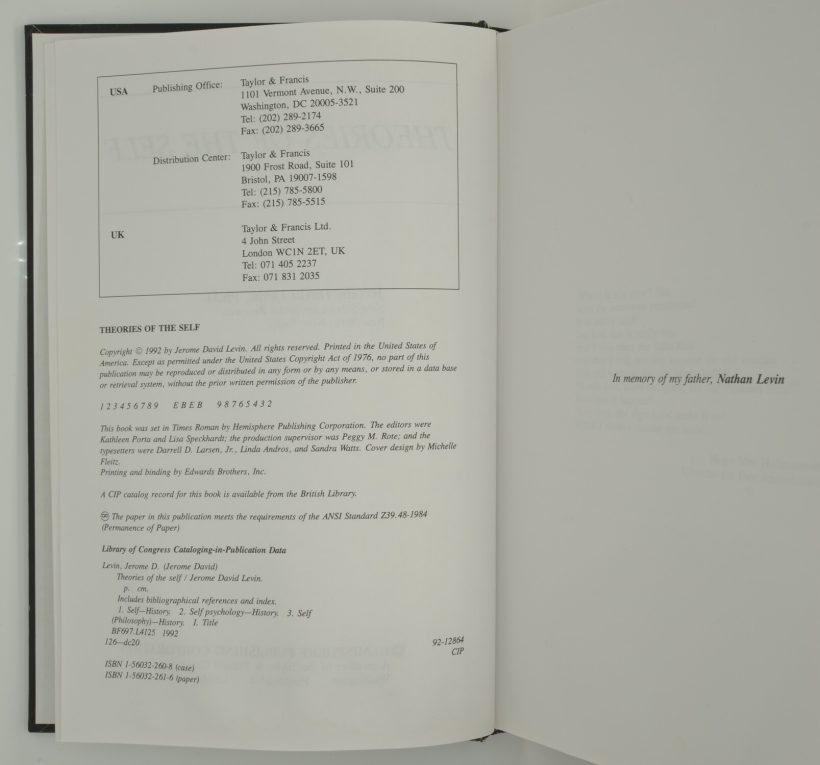 USA Publishing Office: Taylor & Francis
1101 Vermont Avenue, N.W., Suite 200
Washington, DC 20005-3521
Tel: (202) 289-2174
Fax: (202) 289-3665
Distribution Center: Taylor & Francis
1900 Frost Road, Suite 101
Bristol, PA 19007-1598
Tel: (215) 785-5800
Fax: (215) 785-5515
UK Taylor & Francis Ltd.
4 John Street
London WC1N 2ET, UK
Tel: 071 405 2237
Fax: 071 831 2035
THEORIES OF THE SELF
Copyright © 1992 by Jerome David Levin. All rights reserved. Printed in the United States of
America. Except as permitted under the United States Copyright Act of 1976, no part of this
publication may be reproduced or distributed in any form or by any means, or stored in a data base
or retrieval system, without the prior written permission of the publisher.
1 2 3 4 5 6 7 8 9 E B E B 9 8 7 6 5 4 3 2
This book was set in Times Roman by Hemisphere Publishing Corporation. The editors were
Kathleen Porta and Lisa Speckhardt; the production supervisor was Peggy M. Rote; and the
typesetters were Darrell D. Larsen, Jr., Linda Andros, and Sandra Watts. Cover design by Michelle
Fleitz.
Printing and binding by Edwards Brothers, Inc.
A CIP catalog record for this book is available from the British Library.
The paper in this publication meets the requirements of the ANSI Standard Z39.48-1984
(Permanence of Paper)
Library of Congress Cataloging-in-Publication Data
Levin, Jerome D. (Jerome David)
Theories of the self / Jerome David Levin.
p. cm.
Includes bibliographical references and index.
1. Self—History. 2. Self psychology—History. 3. Self
(Philosophy)—History. I. Title
BF697.L4125 1992
126—dc20 92-12864
CIP
ISBN 1-56032-260-8 (case)
ISBN 1-56032-261-6 (paper)
In memory of my father, Nathan Levin